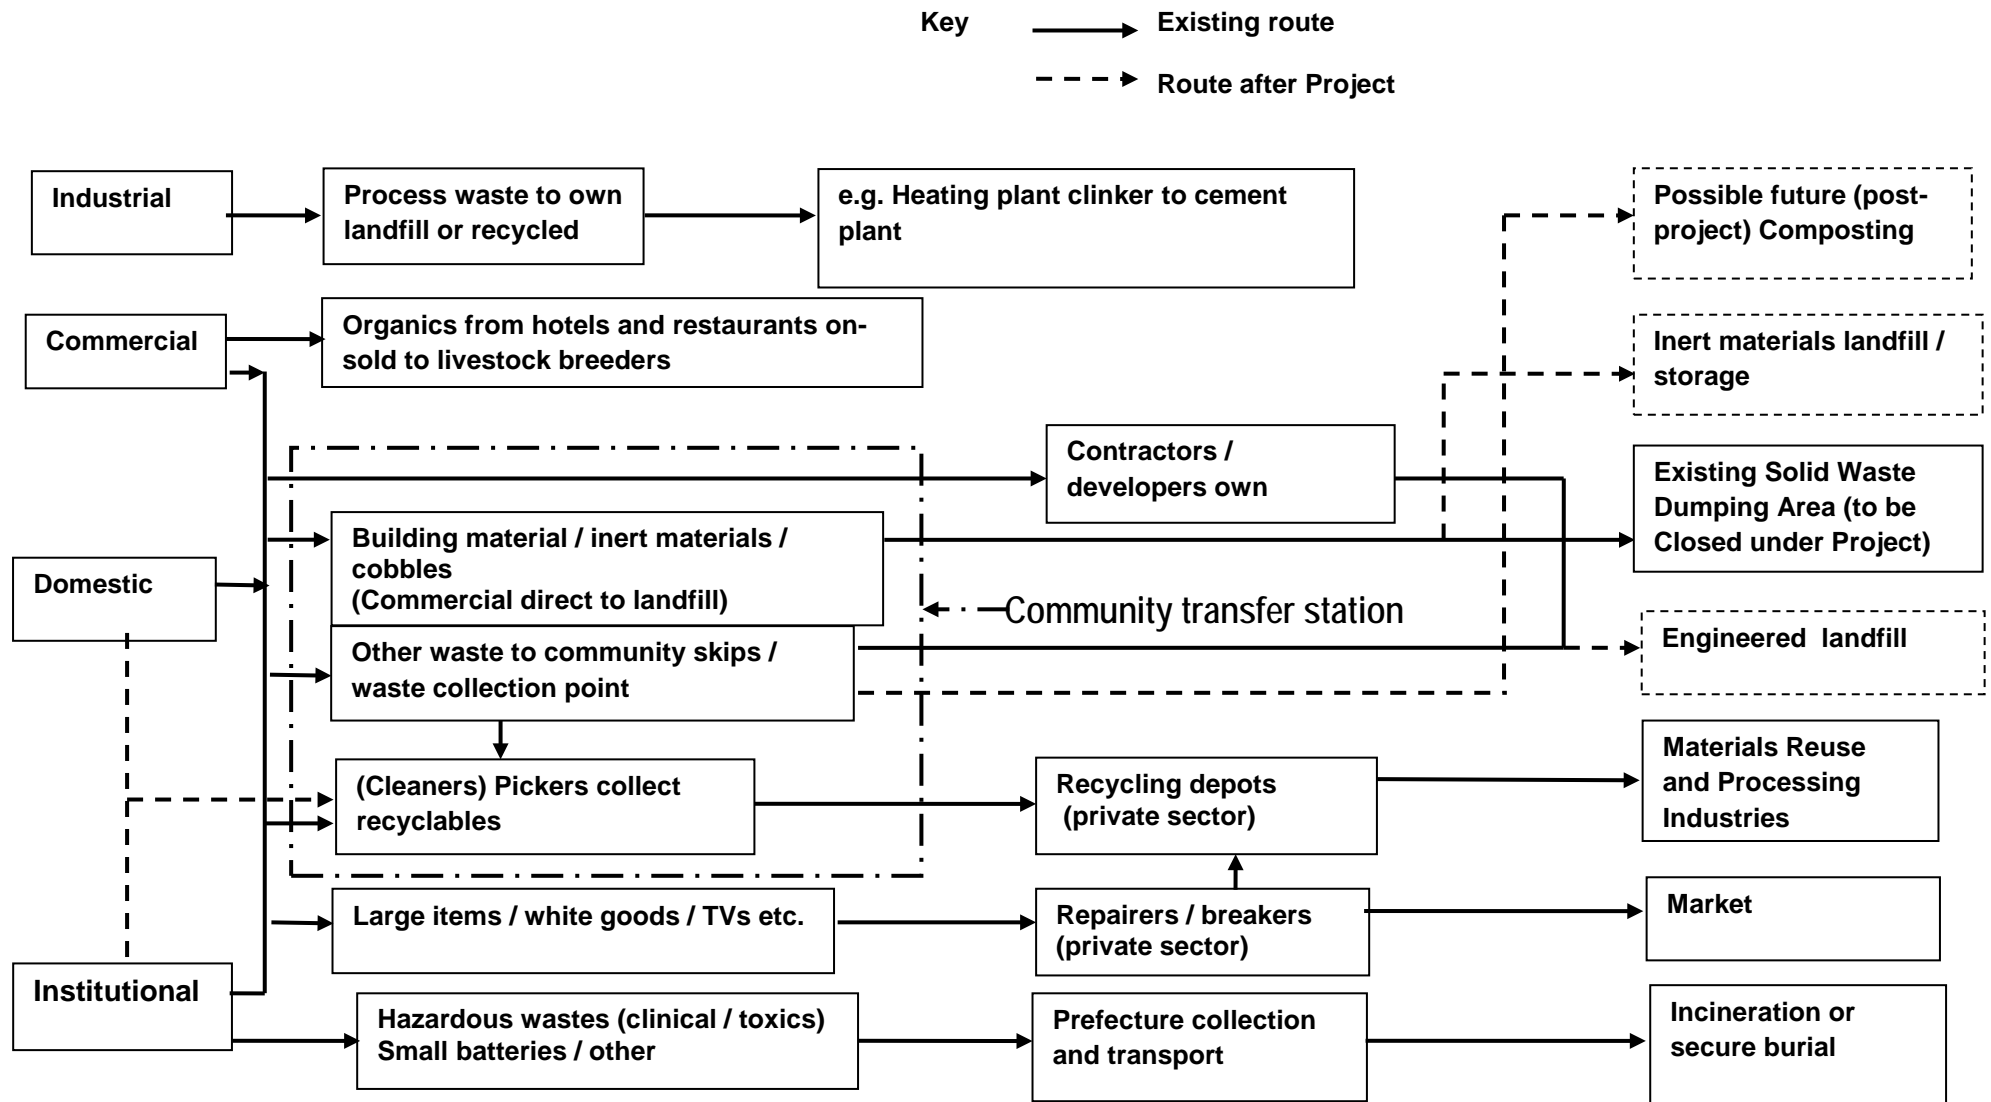 Key
Existing route
Route after Project
Industrial
Process waste to own
landfill or recycled
e.g. Heating plant clinker to cement
plant
Possible future (post-
project) Composting
Commercial
Organics from hotels and restaurants on-
sold to livestock breeders
Inert materials landfill /
storage
Contractors /
developers own
Existing Solid Waste
Dumping Area (to be
Closed under Project)
Building material / inert materials /
cobbles
(Commercial direct to landfill)
Domestic
Community transfer station
Other waste to community skips /
waste collection point
Engineered  landfill
(Cleaners) Pickers collect
recyclables
Recycling depots
(private sector)
Materials Reuse
and Processing
Industries
Large items / white goods / TVs etc.
Repairers / breakers
(private sector)
Market
Institutional
Hazardous wastes (clinical / toxics)
Small batteries / other
Prefecture collection
and transport
Incineration or
secure burial